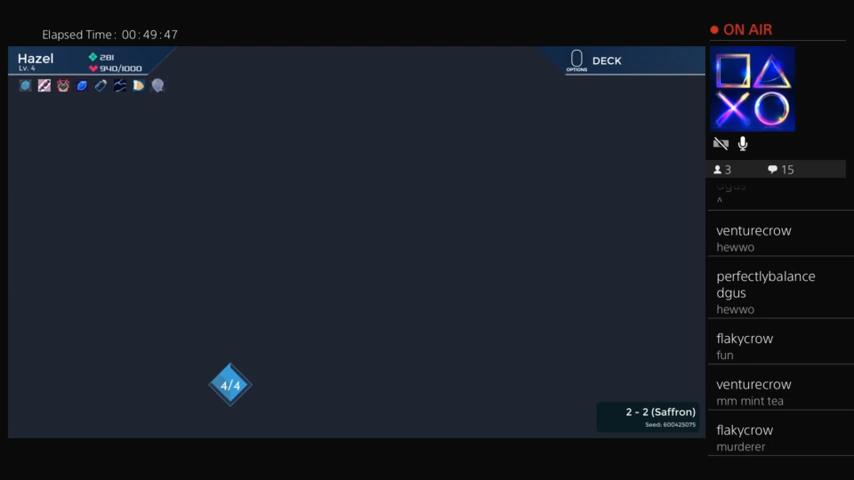 Elapsed Time : 00:49:47
ON AIR
Hazel
Lv. 4
281
940/1000
OPTIONS
DECK
3
15
^
venturecrow
hewwo
perfectlybalance
dgus
hewwo
flakycrow
fun
venturecrow
mm mint tea
flakycrow
murderer
4/4
2 - 2 (Saffron)
Seed: 600425075